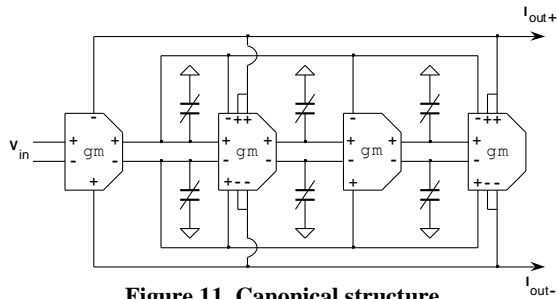 I out+
- - ++ - - ++
V in + - gm + - + - gm + - + - gm + - + - gm
+ + -- + + --
I out-
Figure 11. Canonical structure